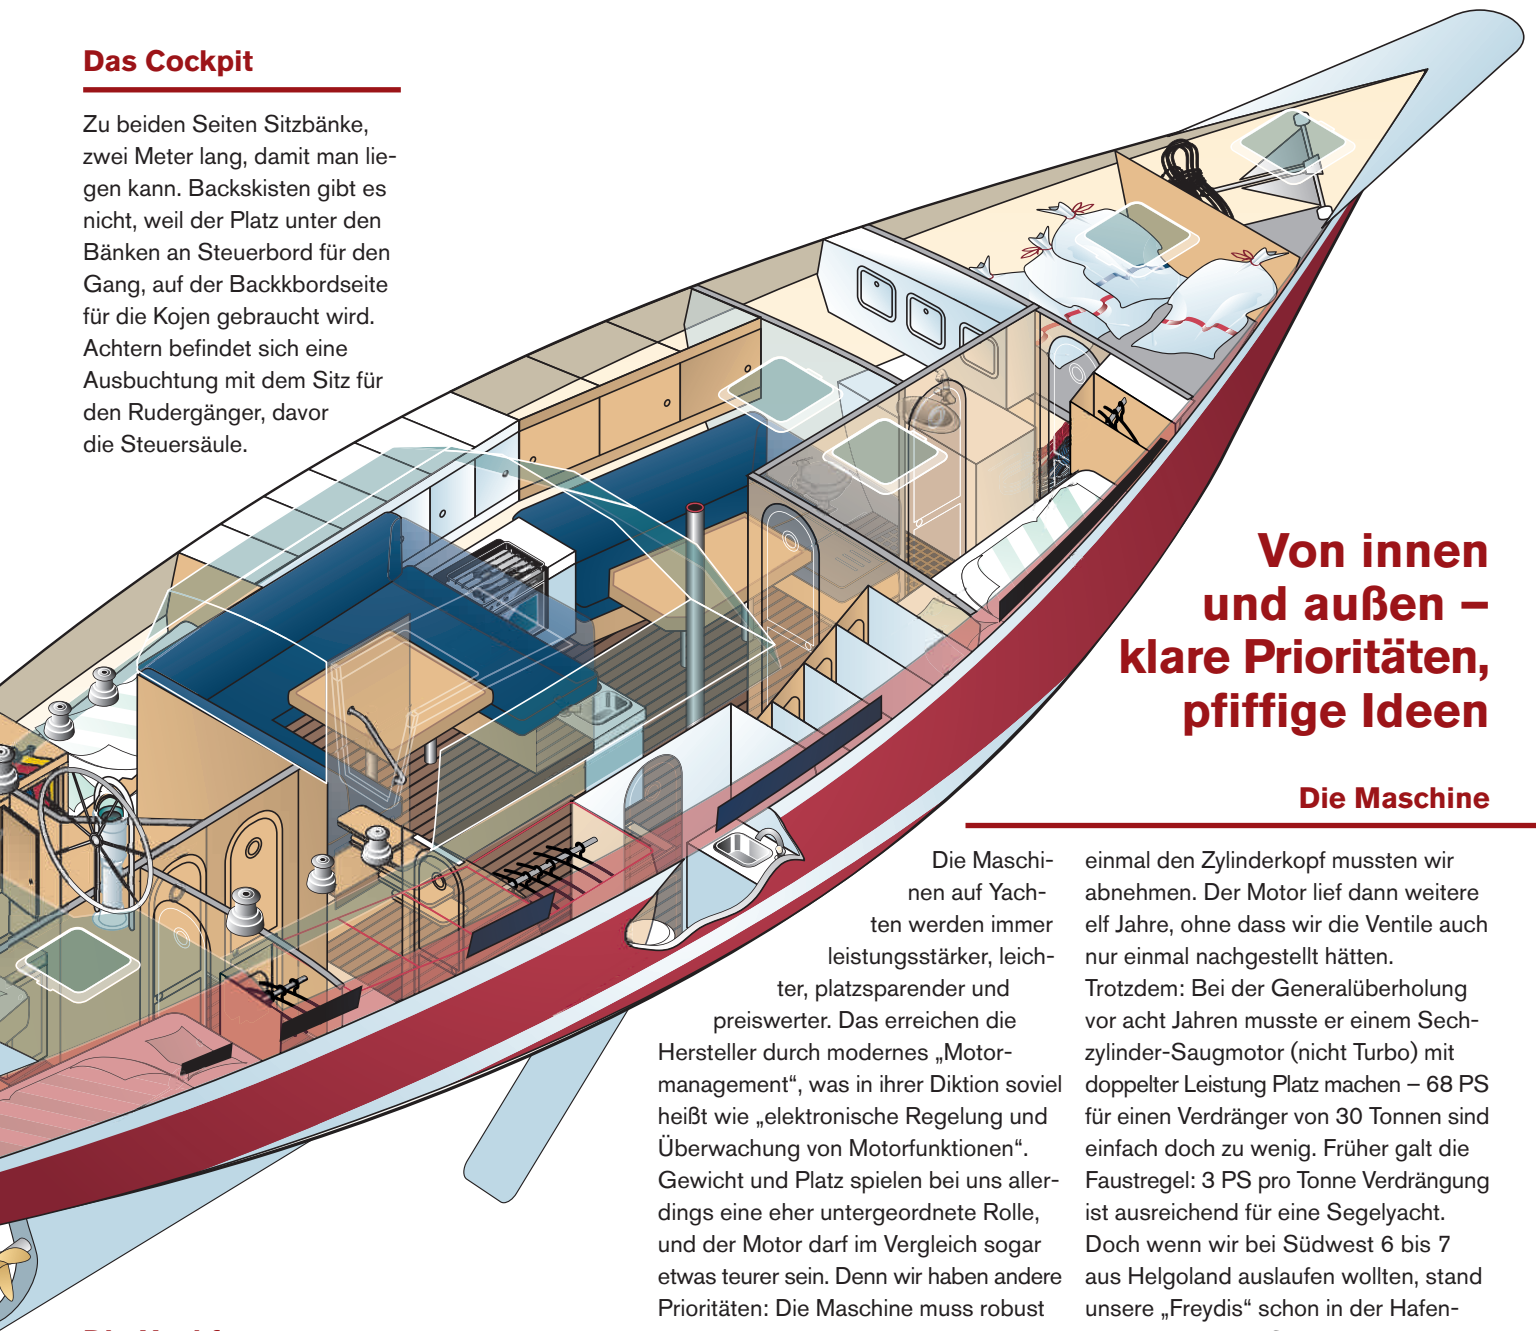 Das Cockpit
Zu beiden Seiten Sitzbänke,
zwei Meter lang, damit man lie-
gen kann. Backskisten gibt es
nicht, weil der Platz unter den
Bänken an Steuerbord für den
Gang, auf der Backkbordseite
für die Kojen gebraucht wird.
Achtern befindet sich eine
Ausbuchtung mit dem Sitz für
den Rudergänger, davor
die Steuersäule.
Von innen
und außen –
klare Prioritäten,
pfiffige Ideen
Die Maschine
Die Maschi-
nen auf Yach-
ten werden immer
leistungsstärker, leich-
ter, platzsparender und
preiswerter. Das erreichen die
Hersteller durch modernes „Motor-
management“, was in ihrer Diktion soviel
heißt wie „elektronische Regelung und
Überwachung von Motorfunktionen“.
Gewicht und Platz spielen bei uns aller-
dings eine eher untergeordnete Rolle,
und der Motor darf im Vergleich sogar
etwas teurer sein. Denn wir haben andere
Prioritäten: Die Maschine muss robust
einmal den Zylinderkopf mussten wir
abnehmen. Der Motor lief dann weitere
elf Jahre, ohne dass wir die Ventile auch
nur einmal nachgestellt hätten.
Trotzdem: Bei der Generalüberholung
vor acht Jahren musste er einem Sech-
zylinder-Saugmotor (nicht Turbo) mit
doppelter Leistung Platz machen – 68 PS
für einen Verdränger von 30 Tonnen sind
einfach doch zu wenig. Früher galt die
Faustregel: 3 PS pro Tonne Verdrängung
ist ausreichend für eine Segelyacht.
Doch wenn wir bei Südwest 6 bis 7
aus Helgoland auslaufen wollten, stand
unsere „Freydis“ schon in der Hafen-